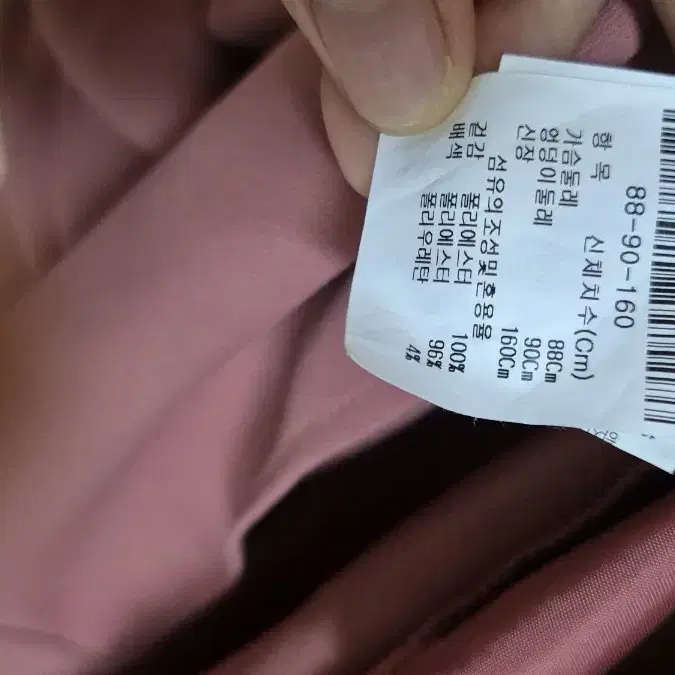 88-90-160
항 목 신체치수(Cm)
가슴둘레 88Cm
엉덩이둘레 90Cm
신장 160Cm
섬유의조성및혼용율
겉감 폴리에스터 100%
배색 폴리에스터 96%
폴리우레탄 4%